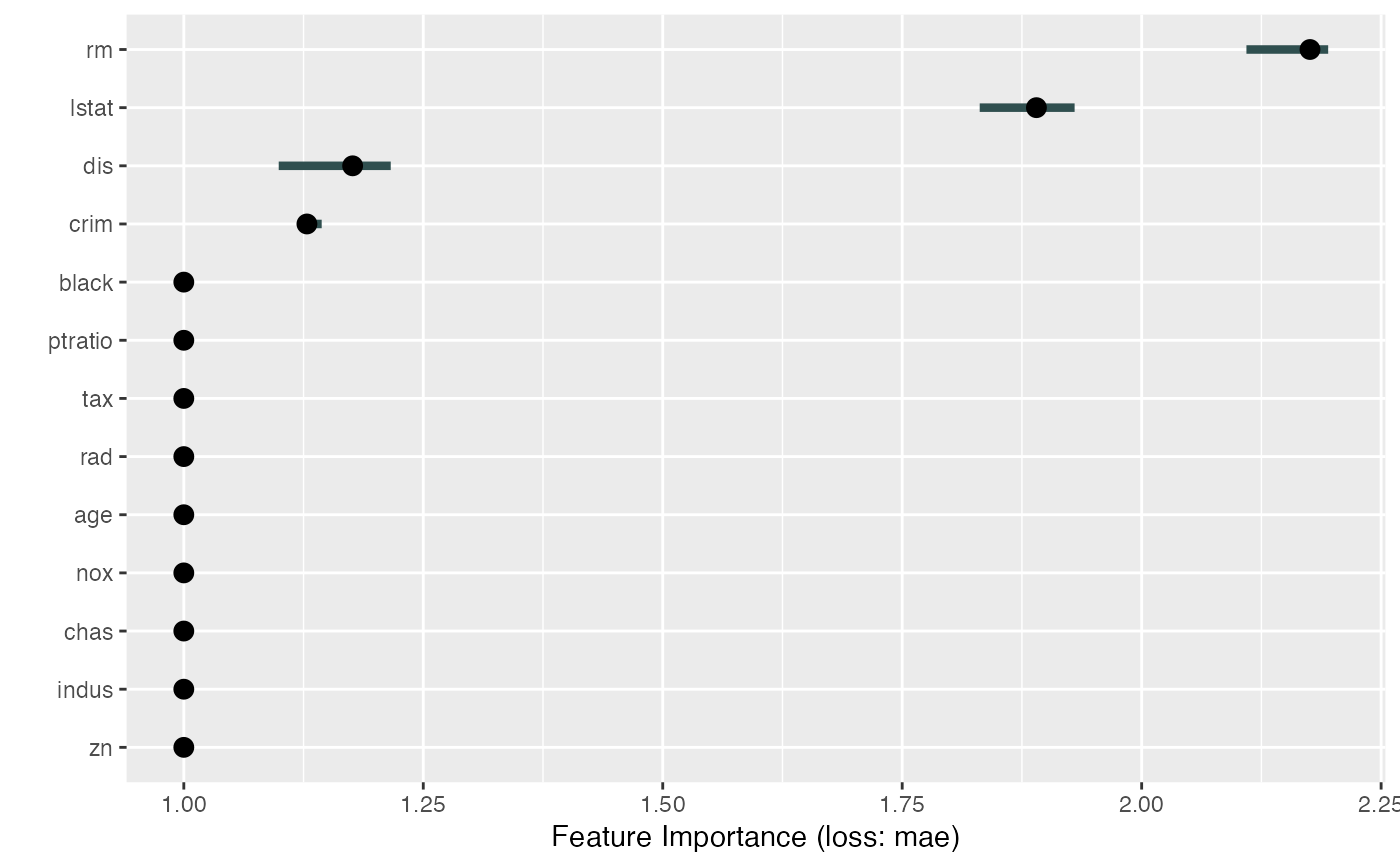 rm
lstat
dis
crim
black
ptratio
tax
rad
age
nox
chas
indus
zn
1.00 1.25 1.50 1.75 2.00 2.25
Feature Importance (loss: mae)